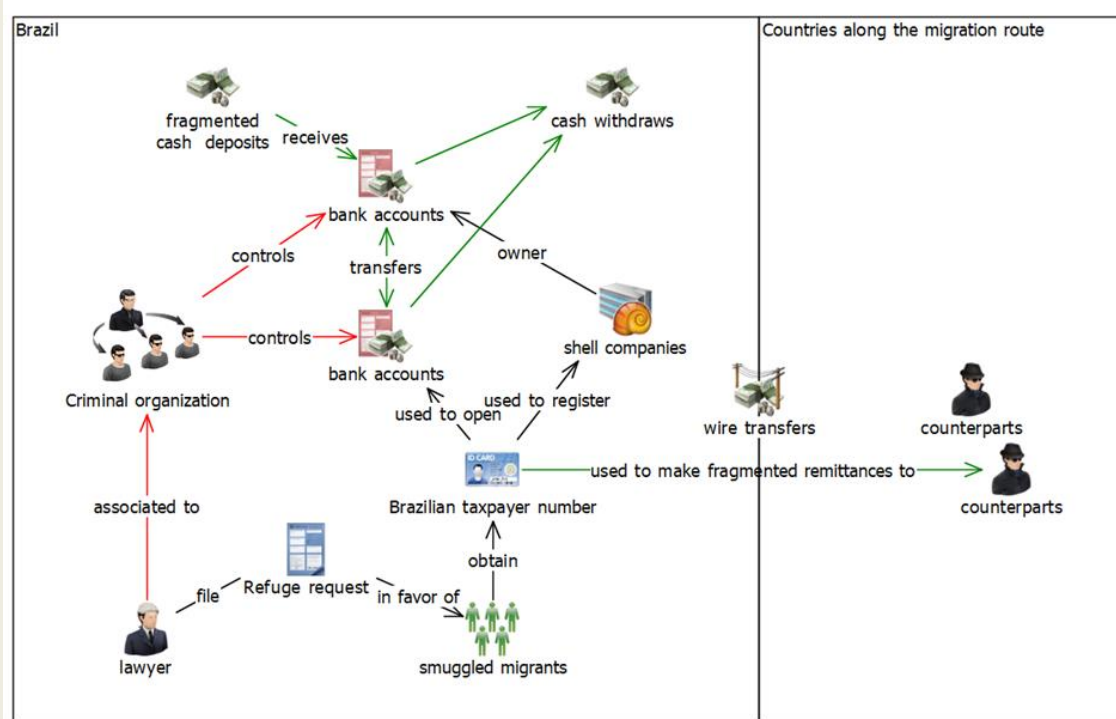 Brazil
Countries along the migration route
fragmented
cash deposits
receives
cash withdraws
bank accounts
controls
owner
transfers
controls
shell companies
bank accounts
Criminal organization
used to open
used to register
wire transfers
counterparts
used to make fragmented remittances to
ID CARD
Brazilian taxpayer number
counterparts
associated to
obtain
Refuge request
file
in favor of
lawyer
smuggled migrants